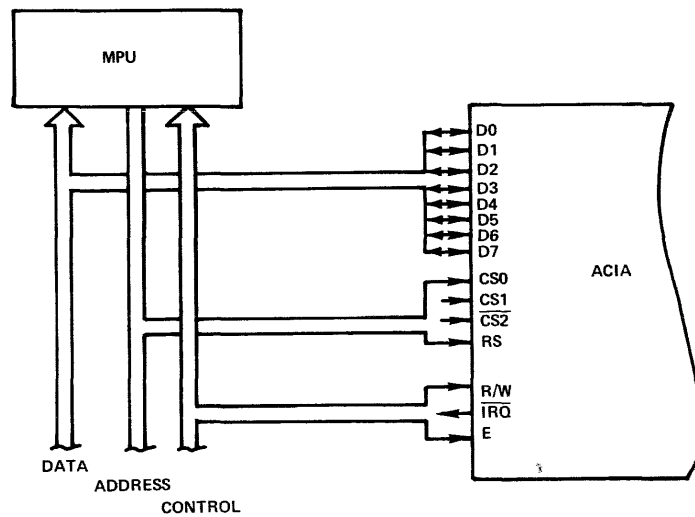 MPU
D0
D1
D2
D3
D4
D5
D6
D7
CS0
CS1
CS2
RS
R/W
IRQ
E
ACIA
DATA
ADDRESS
CONTROL